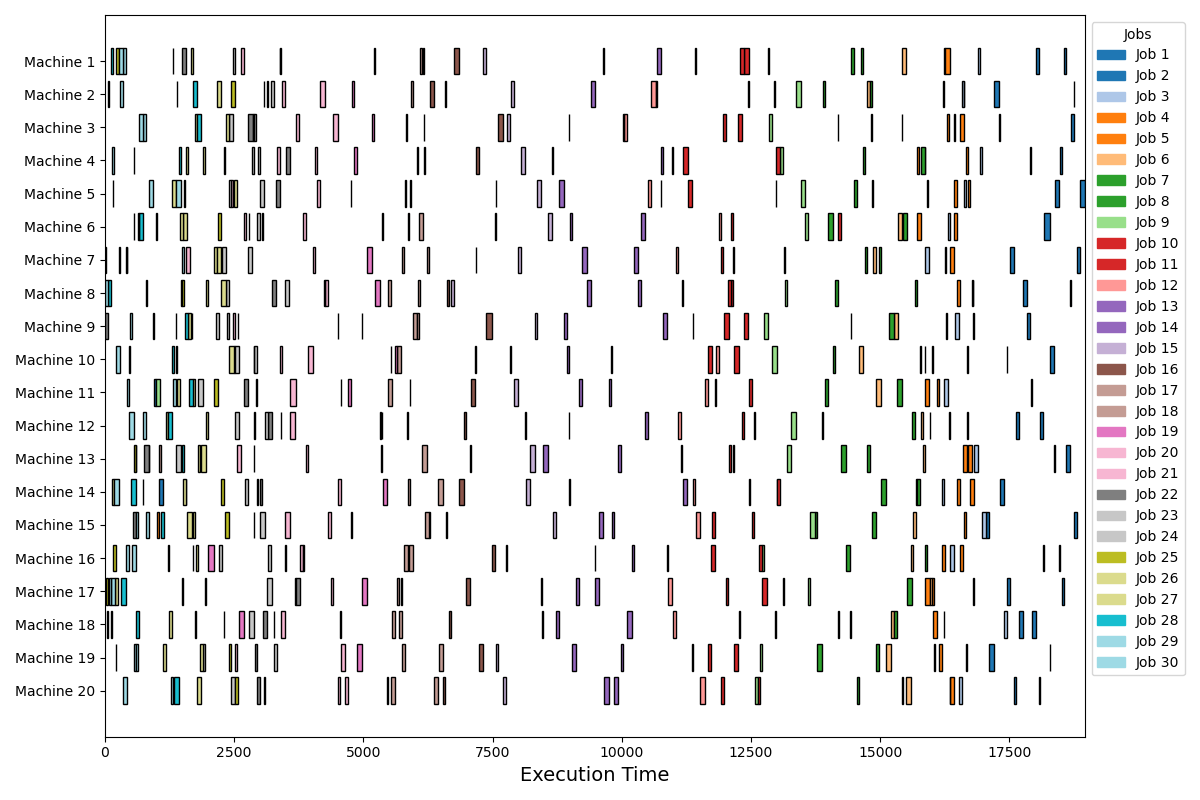 Machine 1
Machine 2
Machine 3
Machine 4
Machine 5
Machine 6
Machine 7
Machine 8
Machine 9
Machine 10
Machine 11
Machine 12
Machine 13
Machine 14
Machine 15
Machine 16
Machine 17
Machine 18
Machine 19
Machine 20
0 2500 5000 7500 10000 12500 15000 17500
Execution Time
Jobs
Job 1
Job 2
Job 3
Job 4
Job 5
Job 6
Job 7
Job 8
Job 9
Job 10
Job 11
Job 12
Job 13
Job 14
Job 15
Job 16
Job 17
Job 18
Job 19
Job 20
Job 21
Job 22
Job 23
Job 24
Job 25
Job 26
Job 27
Job 28
Job 29
Job 30